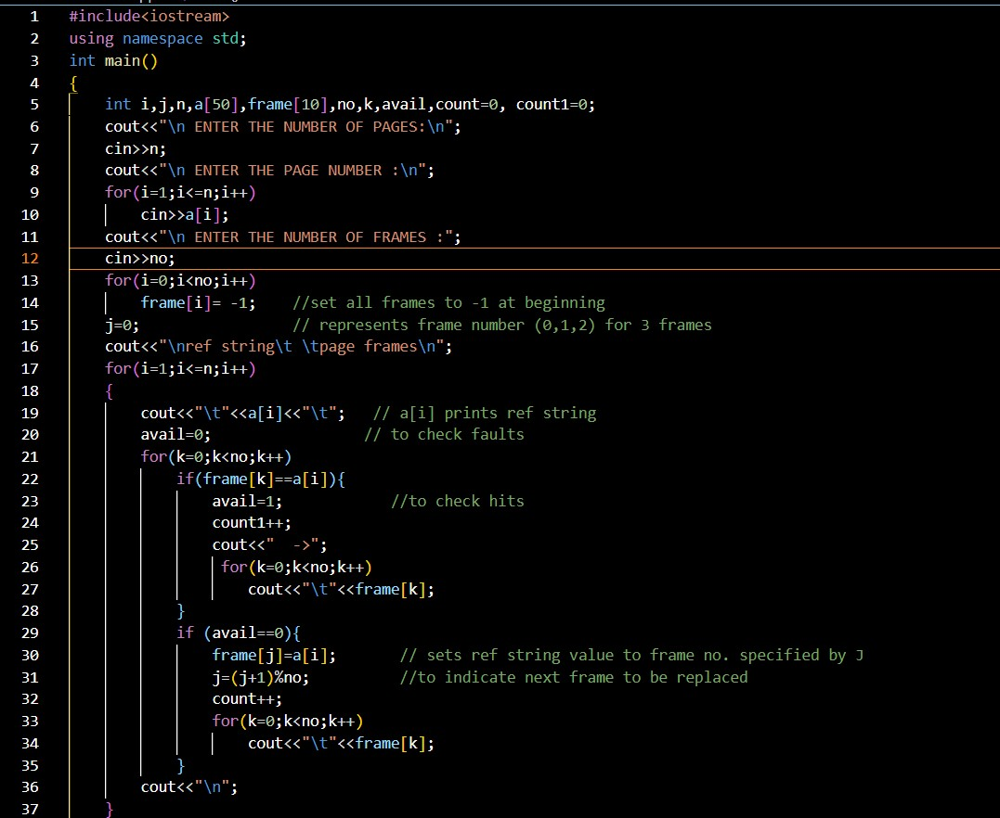 1 #include<iostream>
2 using namespace std;
3 int main()
4 {
5 int i,j,n,a[50],frame[10],no,k,avail,count=0, count1=0;
6 cout<<"\n ENTER THE NUMBER OF PAGES:\n";
7 cin>>n;
8 cout<<"\n ENTER THE PAGE NUMBER :\n";
9 for(i=1;i<=n;i++)
10 cin>>a[i];
11 cout<<"\n ENTER THE NUMBER OF FRAMES :";
12 cin>>no;
13 for(i=0;i<no;i++)
14 frame[i]= -1; //set all frames to -1 at beginning
15 j=0; // represents frame number (0,1,2) for 3 frames
16 cout<<"\nref string\t \tpage frames\n";
17 for(i=1;i<=n;i++)
18 {
19 cout<<"\t"<<a[i]<<"\t"; // a[i] prints ref string
20 avail=0; // to check faults
21 for(k=0;k<no;k++)
22 if(frame[k]==a[i]){
23 avail=1; //to check hits
24 count1++;
25 cout<<"  ->";
26 for(k=0;k<no;k++)
27 cout<<"\t"<<frame[k];
28 }
29 if (avail==0){
30 frame[j]=a[i]; // sets ref string value to frame no. specified by J
31 j=(j+1)%no; //to indicate next frame to be replaced
32 count++;
33 for(k=0;k<no;k++)
34 cout<<"\t"<<frame[k];
35 }
36 cout<<"\n";
37 }